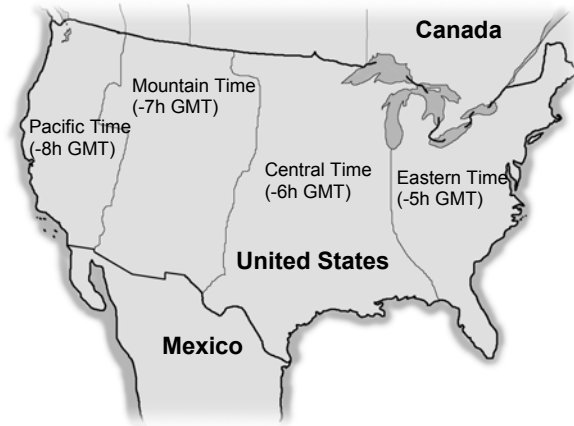 Canada
Mountain Time
(-7h GMT)
Pacific Time
(-8h GMT)
Central Time
(-6h GMT)
Eastern Time
(-5h GMT)
United States
Mexico